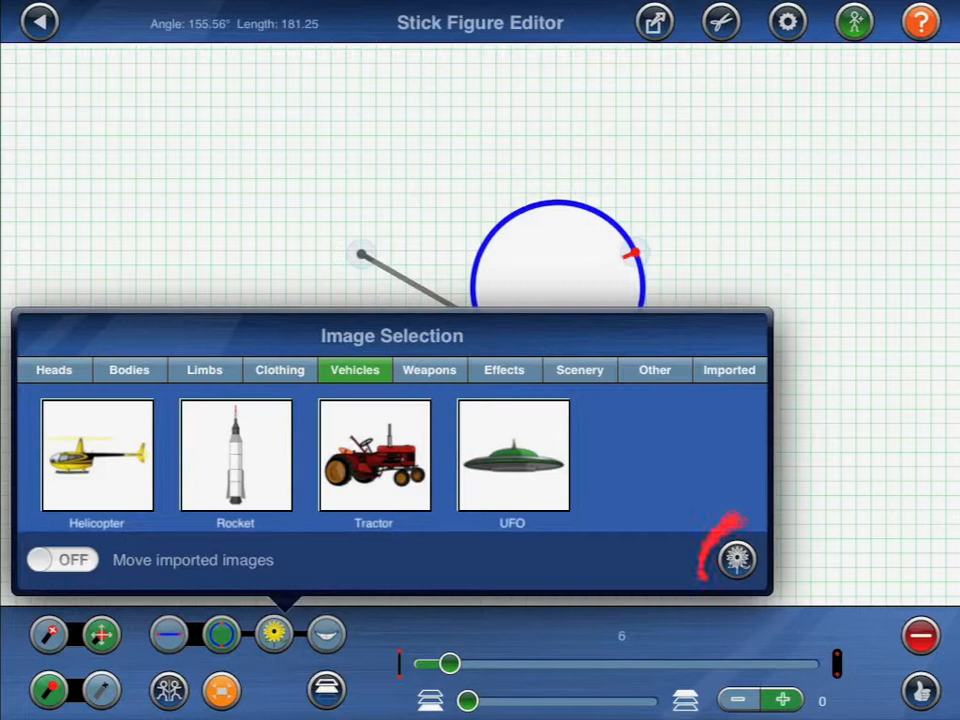 Angle: 155.56° Length: 181.25
Stick Figure Editor
?
Image Selection
Heads Bodies Limbs Clothing Vehicles Weapons Effects Scenery Other Imported
Helicopter Rocket Tractor UFO
OFF Move imported images
6
0